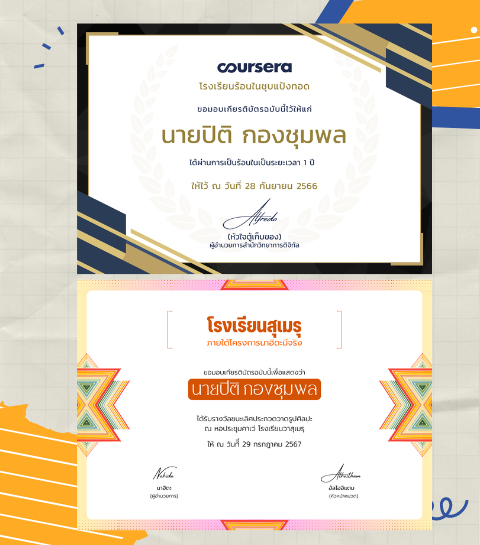 coursera
โรงเรียนร้อนในชุบแป้งทอด
ขอมอบเกียรติบัตรฉบับนี้ไว้ให้แก่
นายปิติ กองชุมพล
ได้ผ่านการเป็นร้อนในเป็นระยะเวลา 1 ปี
ให้ไว้ ณ วันที่ 28 กันยายน 2566
Alfredo
(หัวใจตู้เก็บของ)
ผู้อำนวยการสำนักวิทยาการดิจิทัล
โรงเรียนสุเมรุ
ภายใต้โครงการนาฮีดะมีจริง
ขอมอบเกียรติบัตรฉบับนี้เพื่อแสดงว่า
นายปิติ กองชุมพล
ได้รับรางวัลชนะเลิศประกวดวาดรูปศิลปะ
ณ หอประชุมคาเว่ โรงเรียนวาสุเมรุ
ให้ ณ วันที่ 29 กรกฎาคม 2567
นาฮีดะ
(ผู้อำนวยการ)
อัลไฮษัยตาม
(หัวหน้าหมวด)